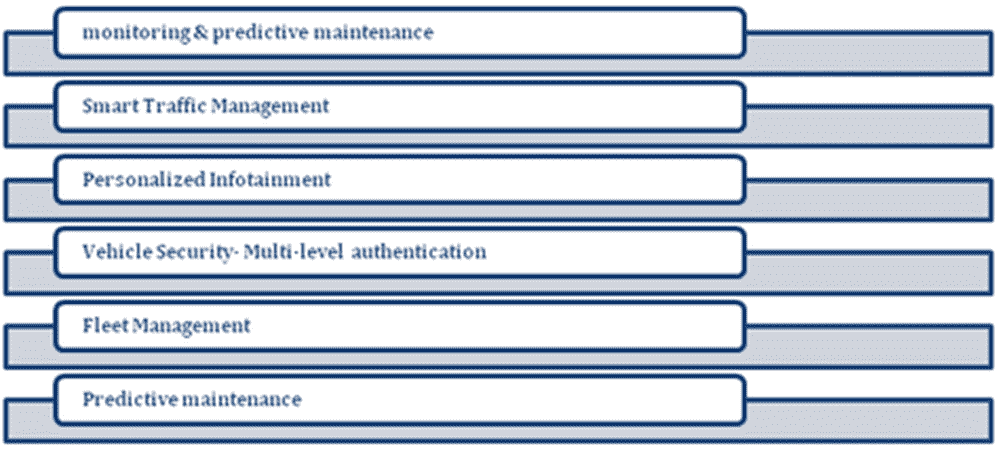 monitoring & predictive maintenance
Smart Traffic Management
Personalized Infotainment
Vehicle Security- Multi-level authentication
Fleet Management
Predictive maintenance